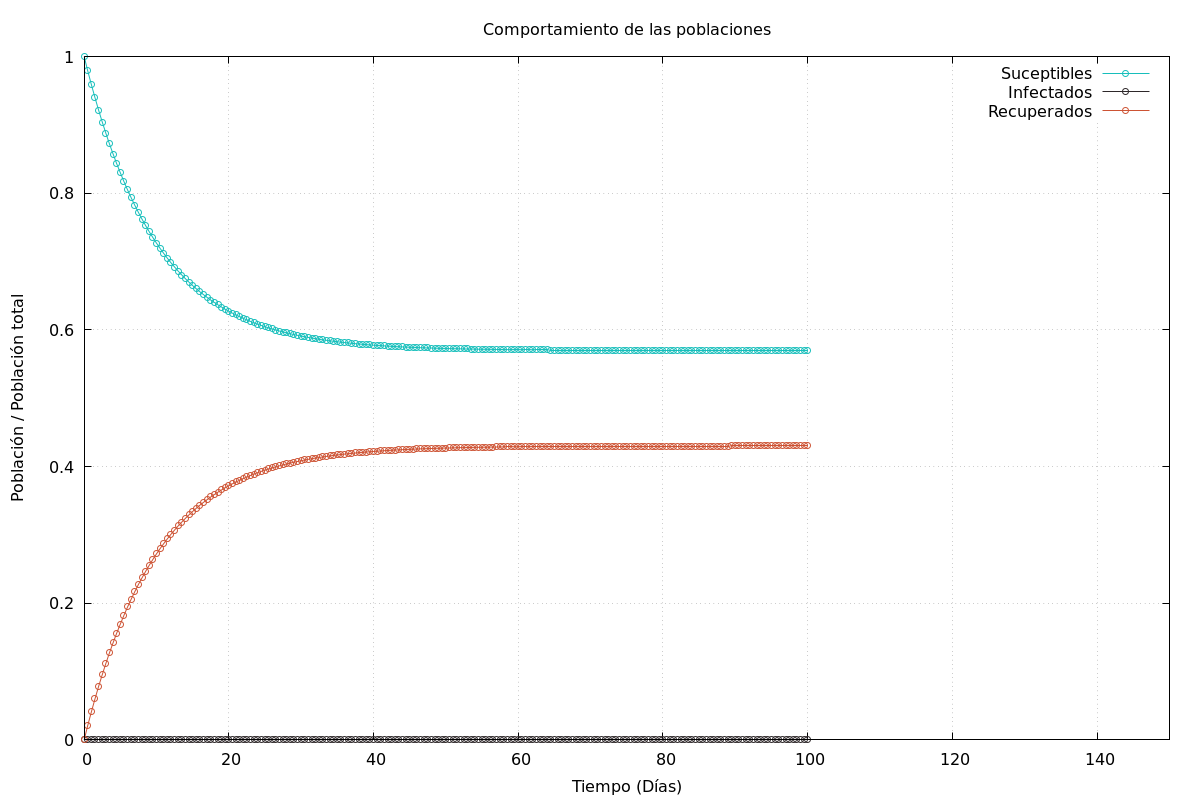 Comportamiento de las poblaciones
Suceptibles
Infectados
Recuperados
Población / Población total
1
0.8
0.6
0.4
0.2
0
0 20 40 60 80 100 120 140
Tiempo (Días)